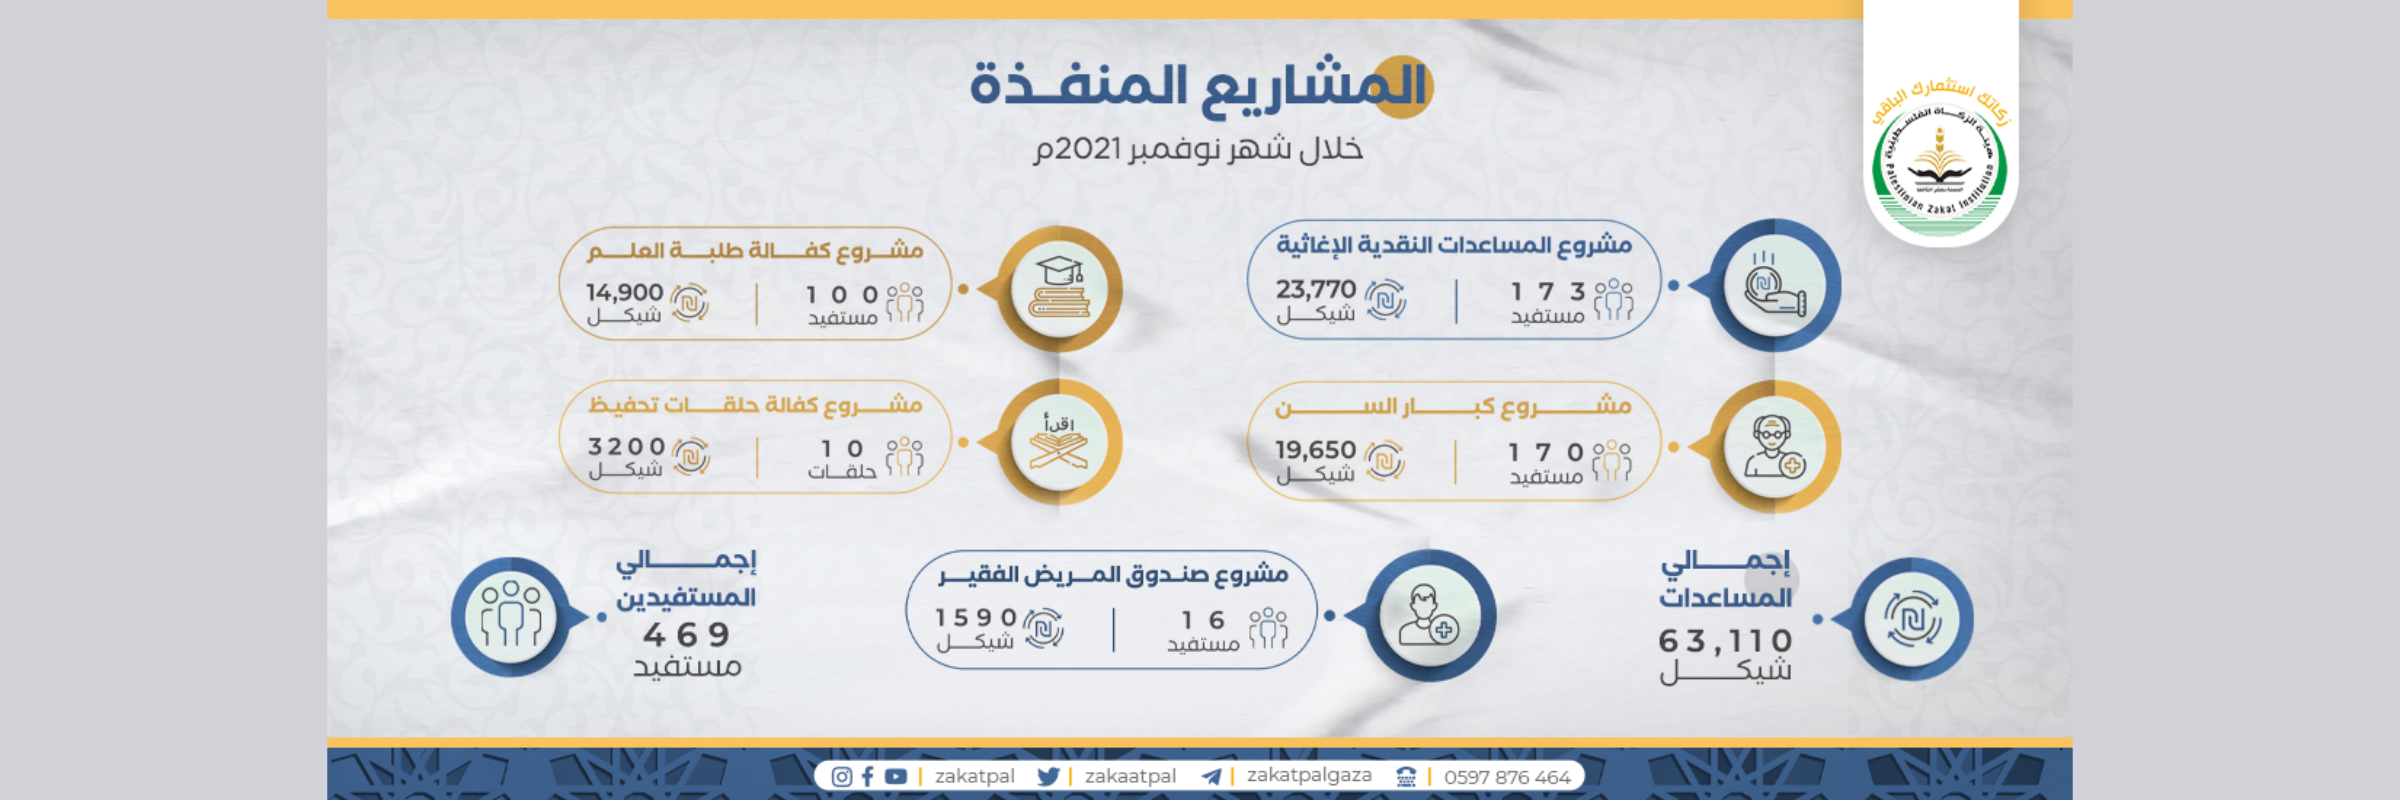 المشاريع المنفذة
خلال شهر نوفمبر 2021م
زكاتك استثمارك الباقي
هيئة الزكاة الفلسطينية
Palestinian Zakat Institution
مشروع المساعدات النقدية الإغاثية
173
مستفيد
23,770
شيكل
مشروع كفالة طلبة العلم
100
مستفيد
14,900
شيكل
مشروع كبار السن
170
مستفيد
19,650
شيكل
اقرأ
مشروع كفالة حلقات تحفيظ
10
حلقات
3200
شيكل
إجمالي
المساعدات
63,110
شيكل
مشروع صندوق المريض الفقير
16
مستفيد
1590
شيكل
إجمالي
المستفيدين
469
مستفيد
zakatpal | zakaatpal | zakatpalgaza | 0597 876 464